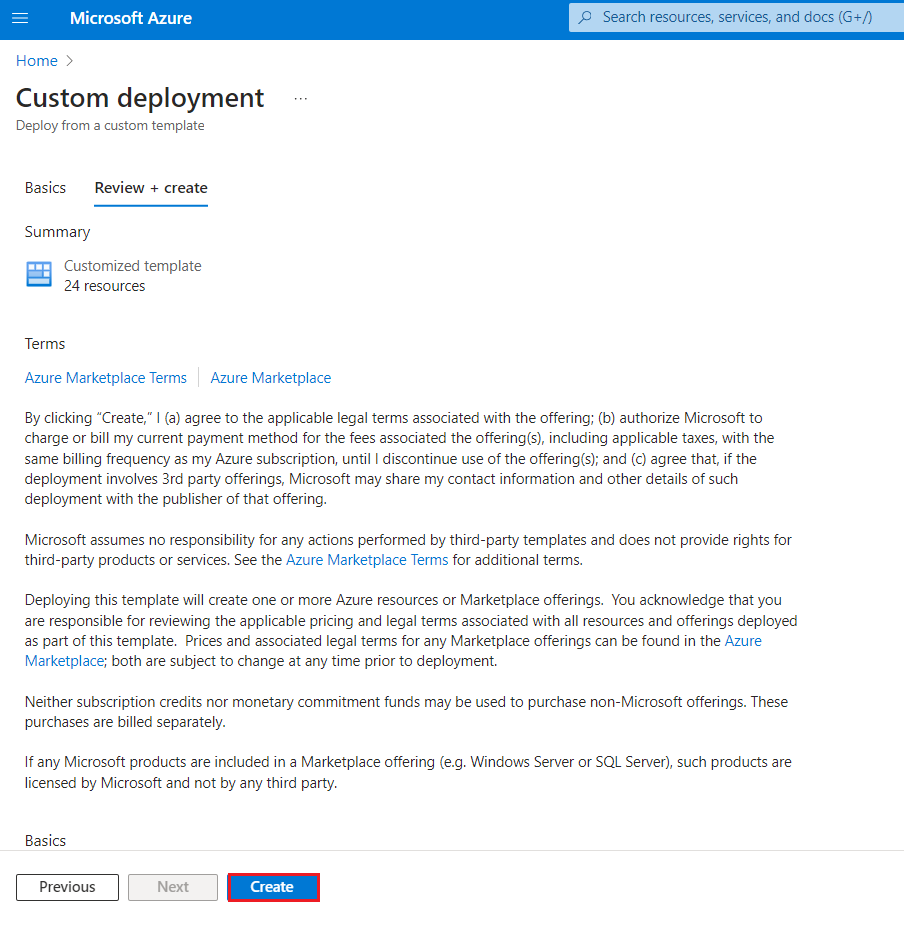 Microsoft Azure
Search resources, services, and docs (G+/)
Home
Custom deployment
...
Deploy from a custom template
Basics
Review + create
Summary
Customized template
24 resources
Terms
Azure Marketplace Terms
Azure Marketplace
By clicking “Create,” I (a) agree to the applicable legal terms associated with the offering; (b) authorize Microsoft to
charge or bill my current payment method for the fees associated the offering(s), including applicable taxes, with the
same billing frequency as my Azure subscription, until I discontinue use of the offering(s); and (c) agree that, if the
deployment involves 3rd party offerings, Microsoft may share my contact information and other details of such
deployment with the publisher of that offering.
Microsoft assumes no responsibility for any actions performed by third-party templates and does not provide rights for
third-party products or services. See the Azure Marketplace Terms for additional terms.
Deploying this template will create one or more Azure resources or Marketplace offerings.  You acknowledge that you
are responsible for reviewing the applicable pricing and legal terms associated with all resources and offerings deployed
as part of this template.  Prices and associated legal terms for any Marketplace offerings can be found in the Azure
Marketplace; both are subject to change at any time prior to deployment.
Neither subscription credits nor monetary commitment funds may be used to purchase non-Microsoft offerings. These
purchases are billed separately.
If any Microsoft products are included in a Marketplace offering (e.g. Windows Server or SQL Server), such products are
licensed by Microsoft and not by any third party.
Basics
Previous
Next
Create